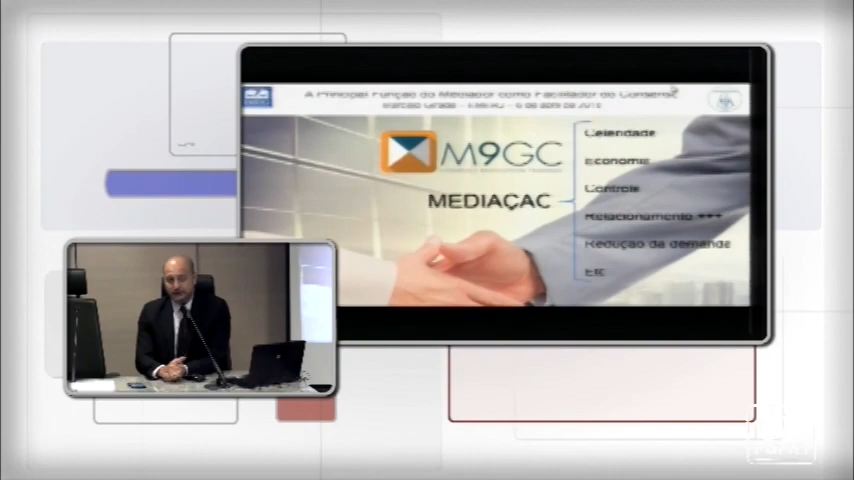 A Principal Função do Mediador como Facilitador do Consenso
M9GC
MEDIAÇÃO
Celeridade
Economia
Controle
Relacionamento +++
Redução da demanda
Etc